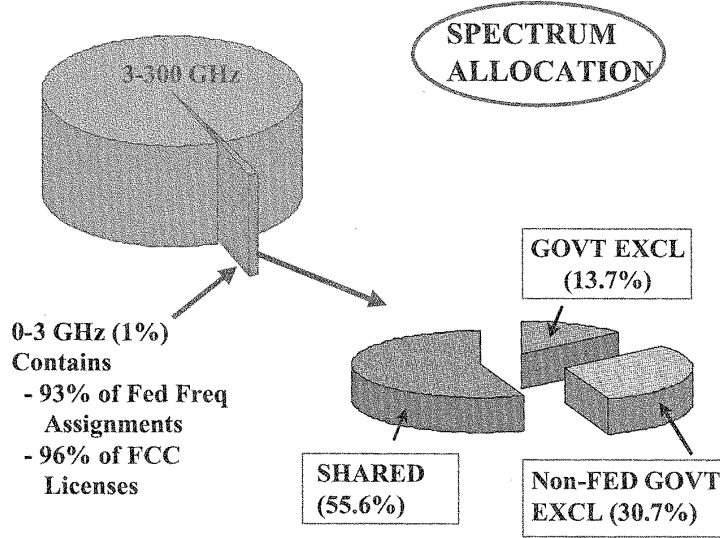 SPECTRUM
ALLOCATION
3-300 GHz
0-3 GHz (1%)
Contains
- 93% of Fed Freq
Assignments
- 96% of FCC
Licenses
GOVT EXCL
(13.7%)
SHARED
(55.6%)
Non-FED GOVT
EXCL (30.7%)